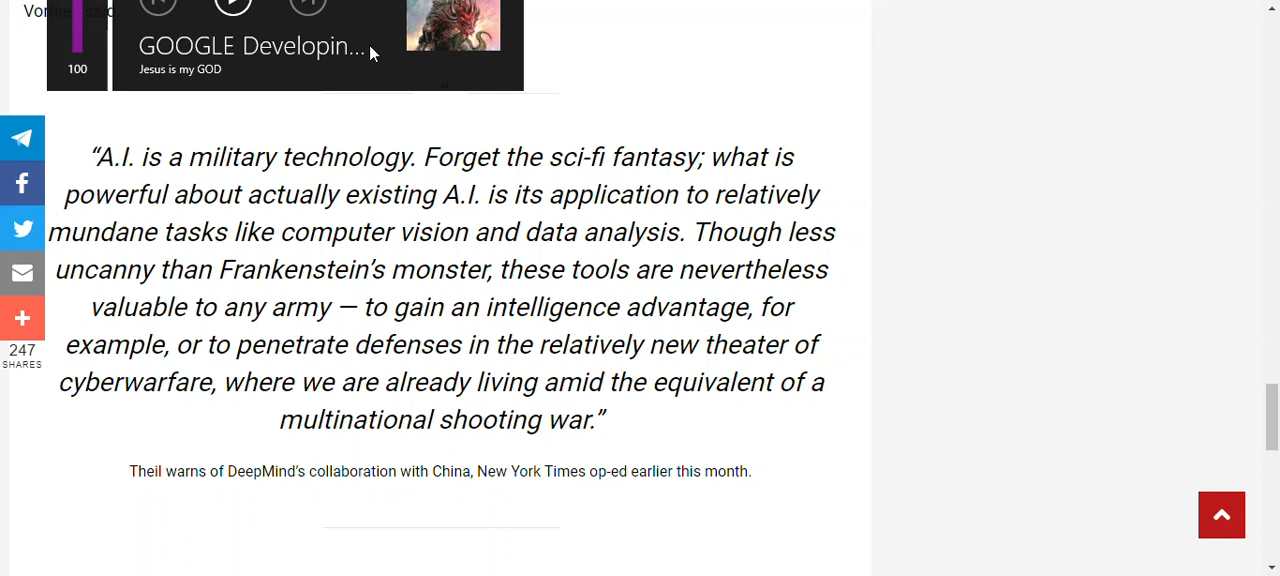 GOOGLE Developin...
100
Jesus is my GOD
“A.I. is a military technology. Forget the sci-fi fantasy; what is
powerful about actually existing A.I. is its application to relatively
mundane tasks like computer vision and data analysis. Though less
uncanny than Frankenstein’s monster, these tools are nevertheless
valuable to any army — to gain an intelligence advantage, for
example, or to penetrate defenses in the relatively new theater of
cyberwarfare, where we are already living amid the equivalent of a
multinational shooting war.”
247
SHARES
Theil warns of DeepMind’s collaboration with China, New York Times op-ed earlier this month.